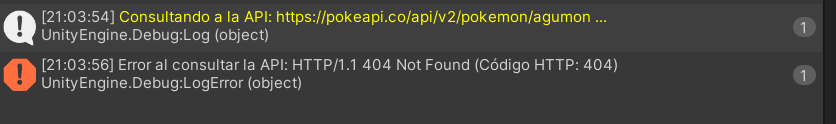 [21:03:54] Consultando a la API: https://pokeapi.co/api/v2/pokemon/agumon ...
UnityEngine.Debug:Log (object)
1
[21:03:56] Error al consultar la API: HTTP/1.1 404 Not Found (Código HTTP: 404)
UnityEngine.Debug:LogError (object)
1